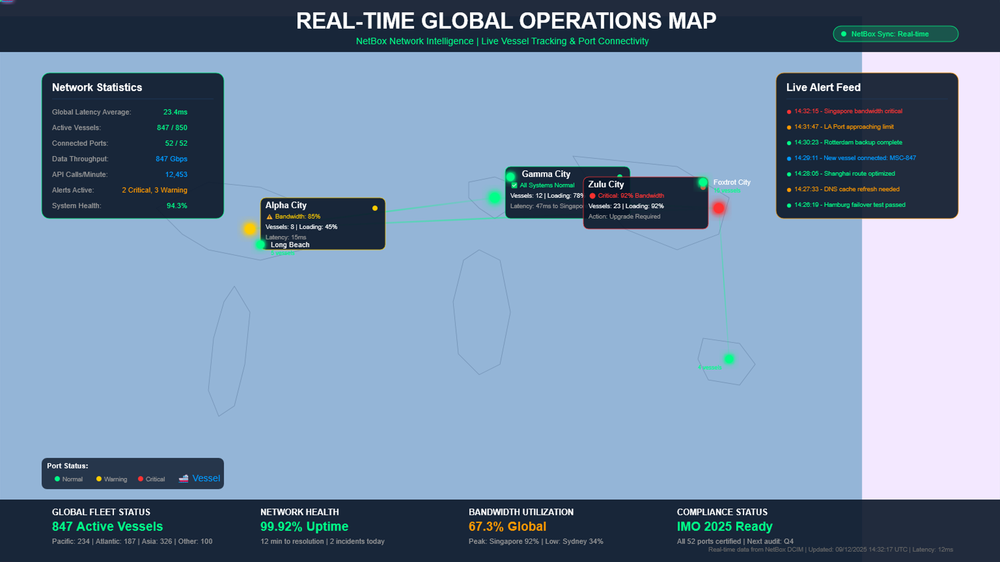 REAL-TIME GLOBAL OPERATIONS MAP
NetBox Network Intelligence | Live Vessel Tracking & Port Connectivity
NetBox Sync: Real-time
Network Statistics
Global Latency Average: 23.4ms
Active Vessels: 847 / 850
Connected Ports: 52 / 52
Data Throughput: 847 Gbps
API Calls/Minute: 12,453
Alerts Active: 2 Critical, 3 Warning
System Health: 94.3%
Live Alert Feed
14:32:15 - Singapore bandwidth critical
14:31:47 - LA Port approaching limit
14:30:23 - Rotterdam backup complete
14:29:11 - New vessel connected: MSC-847
14:28:05 - Shanghai route optimized
14:27:33 - DNS cache refresh needed
14:26:19 - Hamburg failover test passed
Alpha City
Bandwidth: 85%
Vessels: 8 | Loading: 45%
Latency: 15ms
Long Beach
5 vessels
Gamma City
All Systems Normal
Vessels: 12 | Loading: 78%
Latency: 47ms to Singapo
Zulu City
Critical: 92% Bandwidth
Vessels: 23 | Loading: 92%
Action: Upgrade Required
Foxtrot City
vessels
4 vessels
Port Status:
Normal Warning Critical Vessel
GLOBAL FLEET STATUS
847 Active Vessels
Pacific: 234 | Atlantic: 187 | Asia: 326 | Other: 100
NETWORK HEALTH
99.92% Uptime
12 min to resolution | 2 incidents today
BANDWIDTH UTILIZATION
67.3% Global
Peak: Singapore 92% | Low: Sydney 34%
COMPLIANCE STATUS
IMO 2025 Ready
All 52 ports certified | Next audit: Q4
Real-time data from NetBox DCIM | Updated: 09/12/2025 14:32:17 UTC | Latency: 12ms